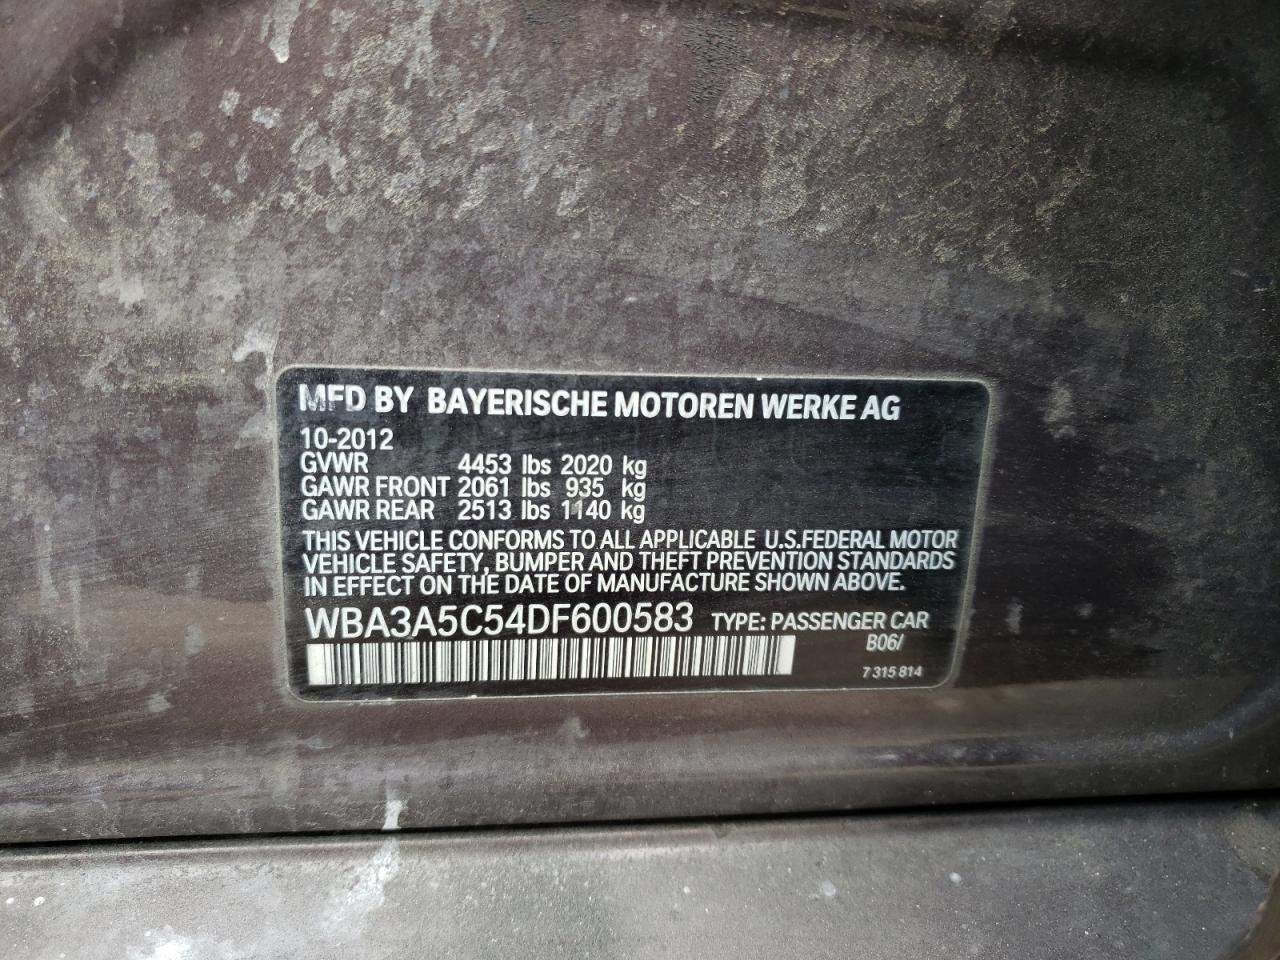 MFD BY BAYERISCHE MOTOREN WERKE AG
10-2012
GVWR 4453 lbs 2020 kg
GAWR FRONT 2061 lbs 935 kg
GAWR REAR 2513 lbs 1140 kg
THIS VEHICLE CONFORMS TO ALL APPLICABLE U.S.FEDERAL MOTOR
VEHICLE SAFETY, BUMPER AND THEFT PREVENTION STANDARDS
IN EFFECT ON THE DATE OF MANUFACTURE SHOWN ABOVE.
WBA3A5C54DF600583 TYPE: PASSENGER CAR
B06/
7 315 814